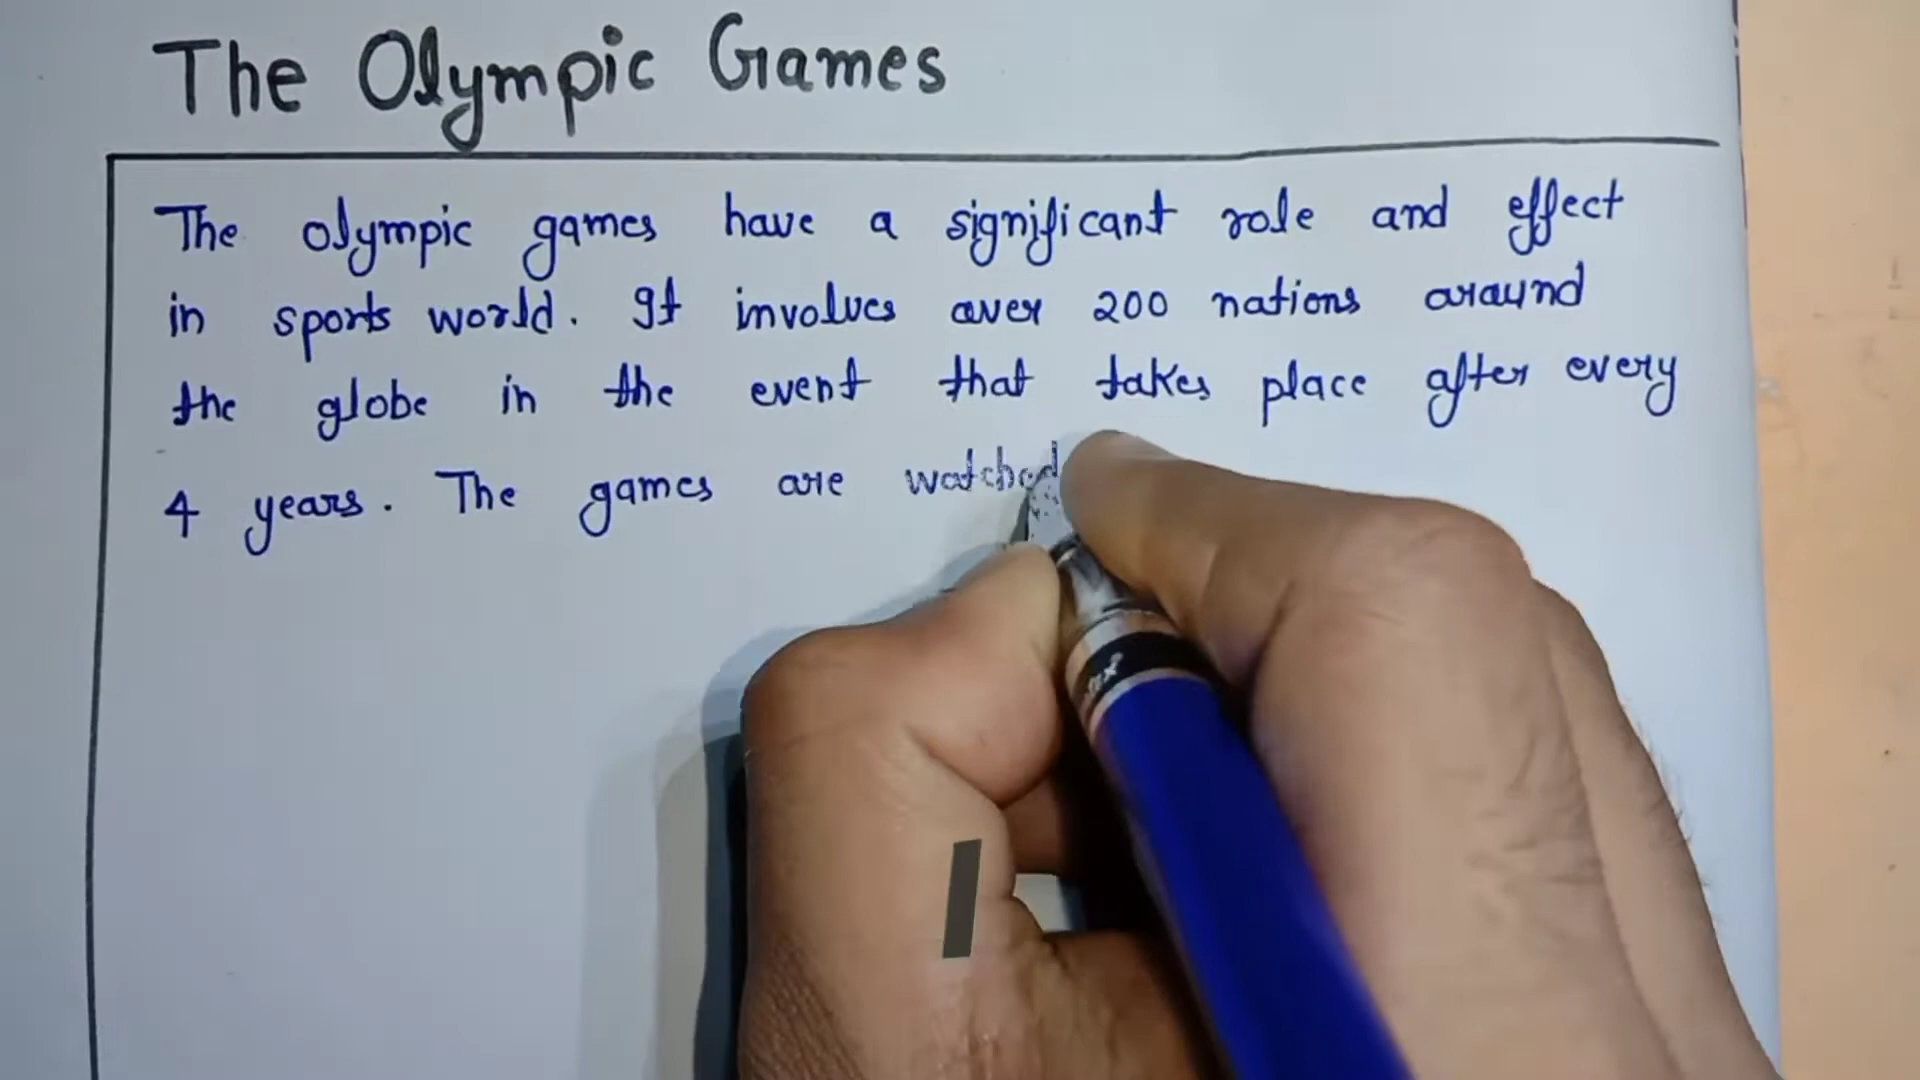 The Olympic Games
The olympic games have a significant role and effect
in sports world. It involves over 200 nations around
the globe in the event that takes place after every
4 years. The games are watched